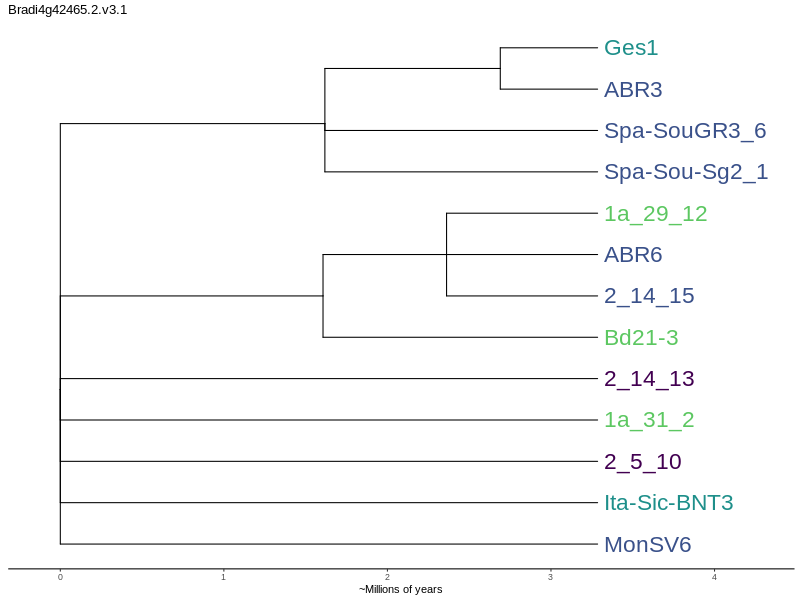 Bradi4g42465.2.v3.1
Ges1
ABR3
Spa-SouGR3_6
Spa-Sou-Sg2_1
1a_29_12
ABR6
2_14_15
Bd21-3
2_14_13
1a_31_2
2_5_10
Ita-Sic-BNT3
MonSV6
0 1 2 3 4
~Millions of years